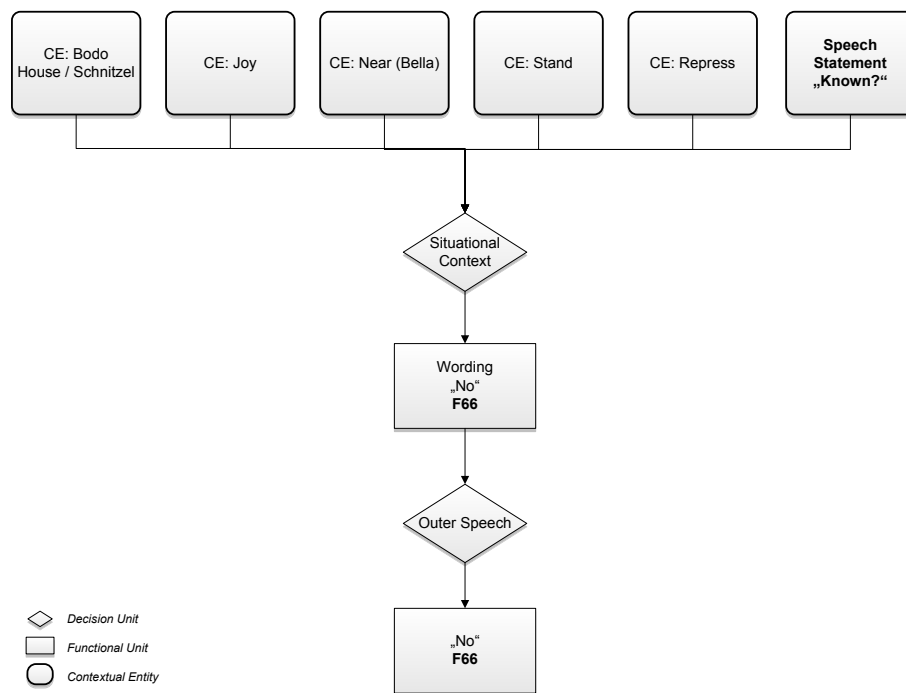 CE: Bodo
House / Schnitzel
CE: Joy
CE: Near (Bella)
CE: Stand
CE: Repress
Speech
Statement
„Known?“
Situational
Context
Wording
„No“
F66
Outer Speech
„No“
F66
Decision Unit
Functional Unit
Contextual Entity